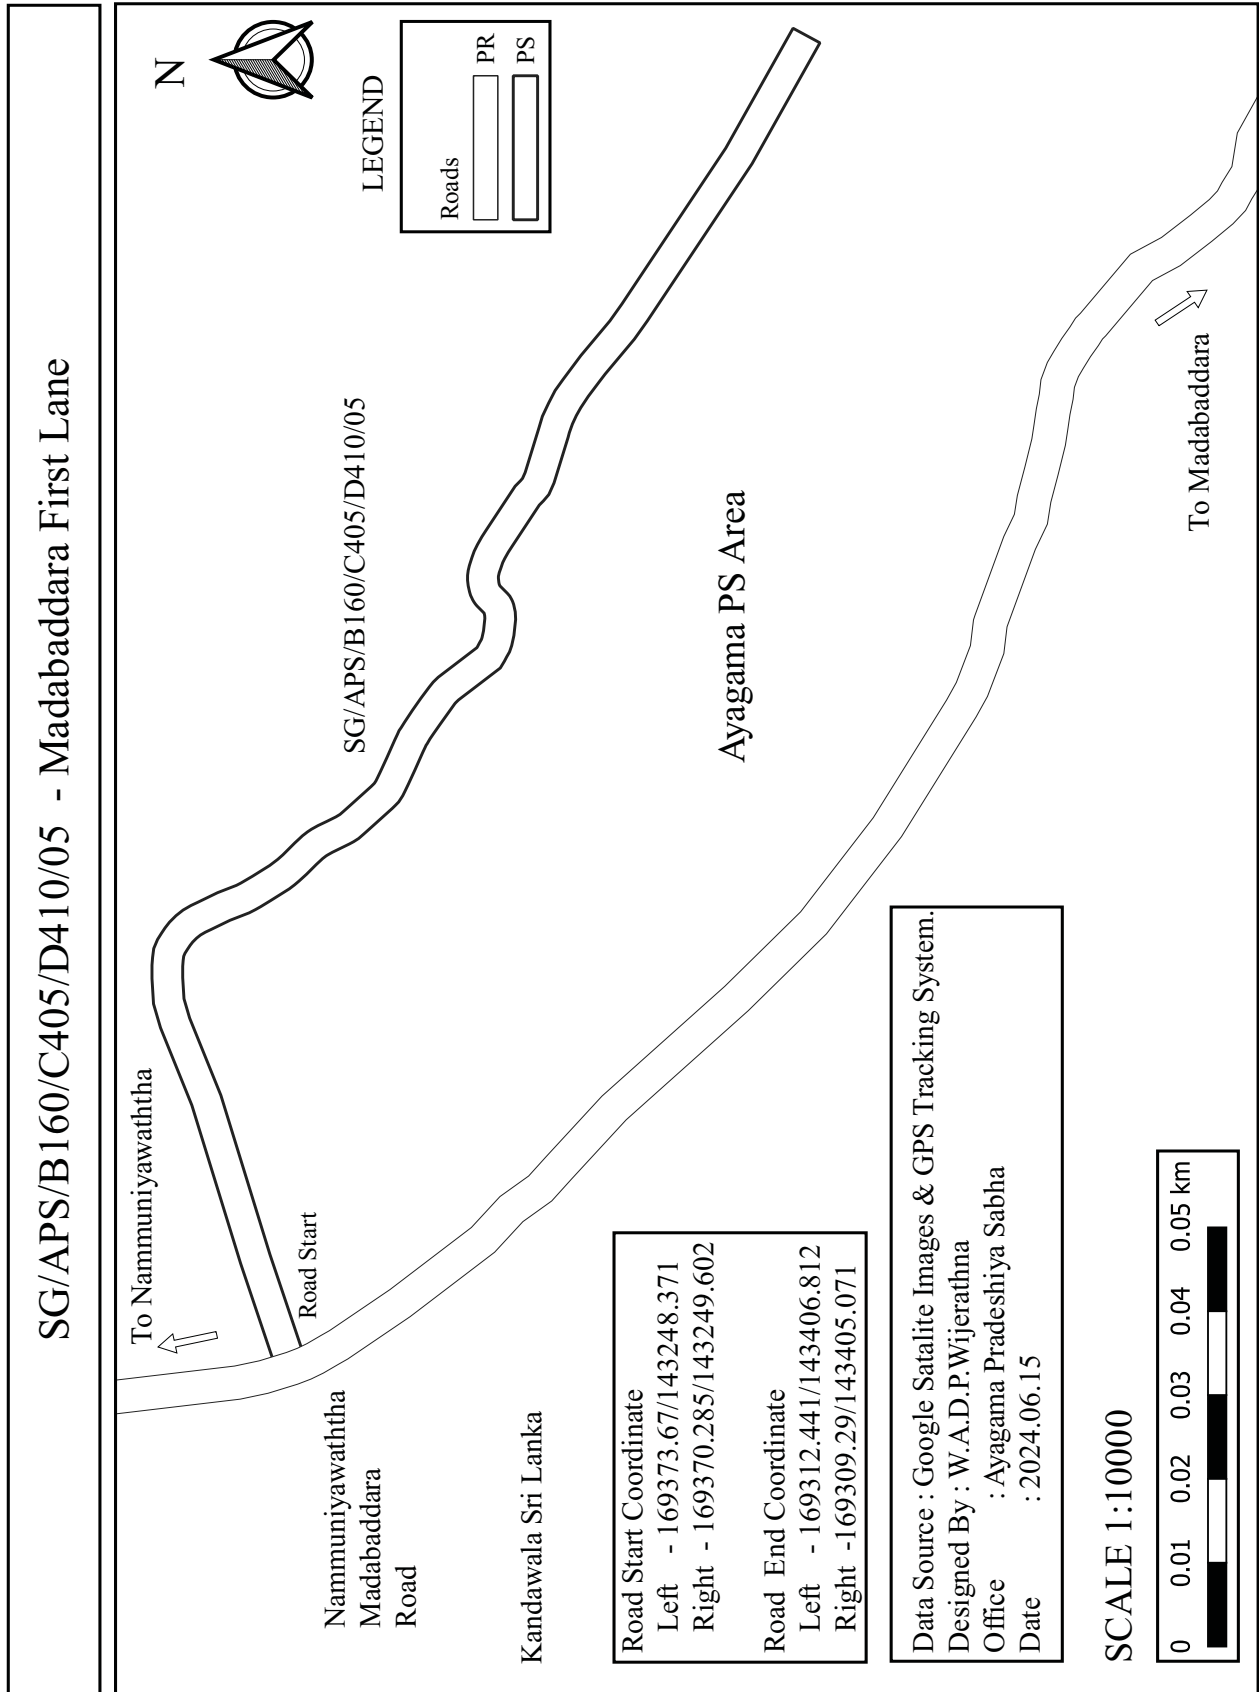 SG/APS/B160/C405/D410/05 - Madabaddara First Lane
To Nammuniyawaththa
N
LEGEND
Roads
PR
PS
Road Start
SG/APS/B160/C405/D410/05
Nammuniyawaththa
Madabaddara
Road
Kandawala Sri Lanka
Ayagama PS Area
Road Start Coordinate
Left - 169373.67/143248.371
Right - 169370.285/143249.602
Road End Coordinate
Left - 169312.441/143406.812
Right -169309.29/143405.071
Data Source : Google Satalite Images & GPS Tracking System.
Designed By : W.A.D.P.Wijerathna
Office : Ayagama Pradeshiya Sabha
Date : 2024.06.15
To Madabaddara
SCALE 1:10000
0 0.01 0.02 0.03 0.04 0.05 km